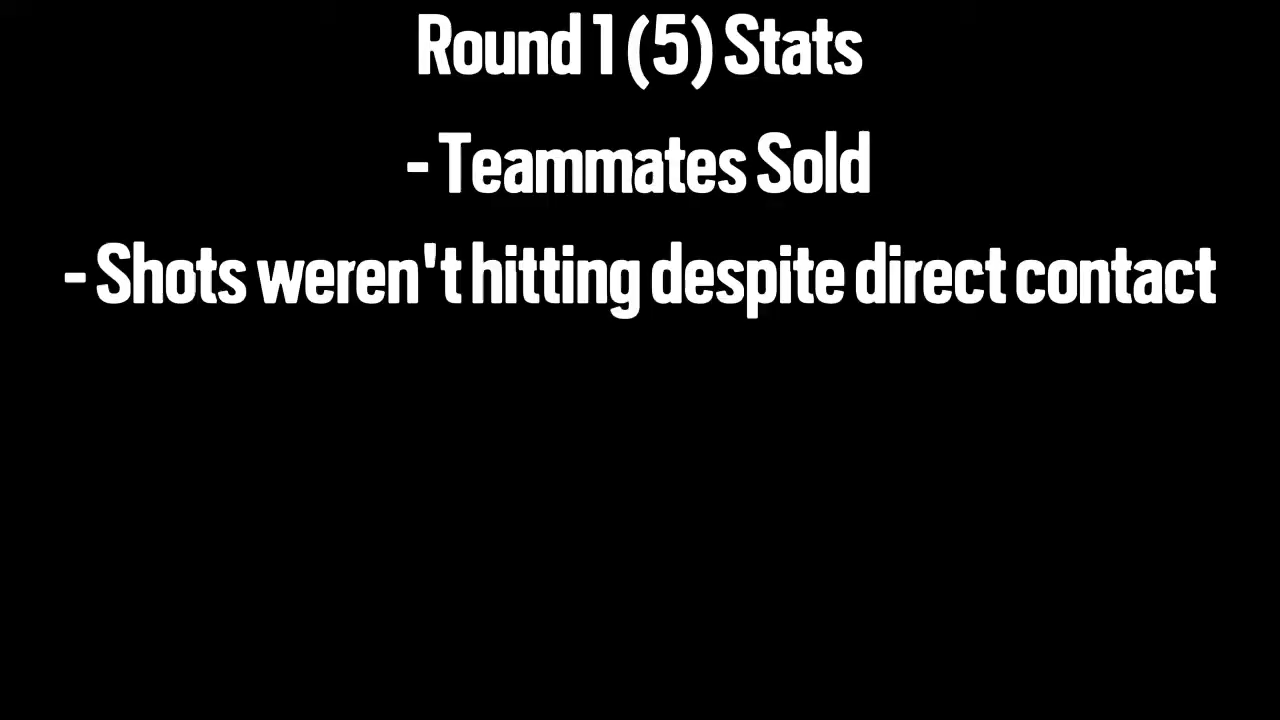 Round 1 (5) Stats
- Teammates Sold
- Shots weren't hitting despite direct contact